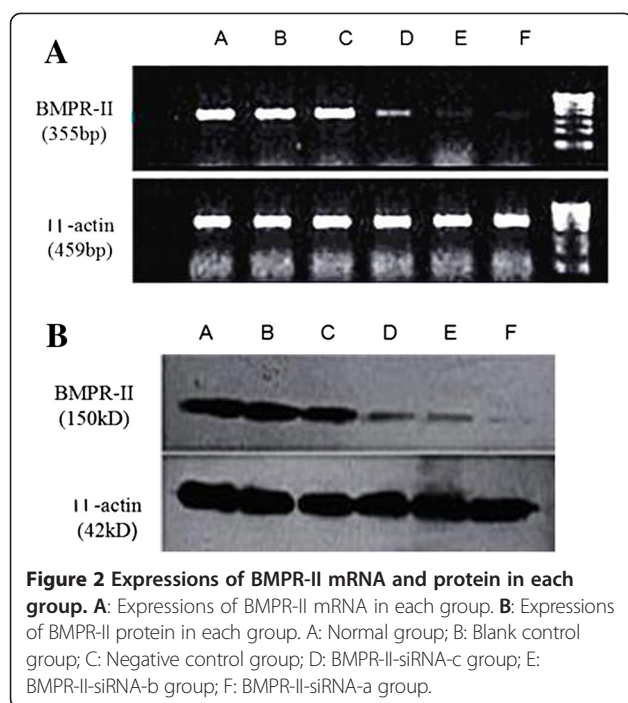 A
A B C D E F
BMPR-II
(355bp)
II-actin
(459bp)
B
A B C D E F
BMPR-II
(150kD)
II-actin
(42kD)
Figure 2 Expressions of BMPR-II mRNA and protein in each
group. A: Expressions of BMPR-II mRNA in each group. B: Expressions
of BMPR-II protein in each group. A: Normal group; B: Blank control
group; C: Negative control group; D: BMPR-II-siRNA-c group; E:
BMPR-II-siRNA-b group; F: BMPR-II-siRNA-a group.